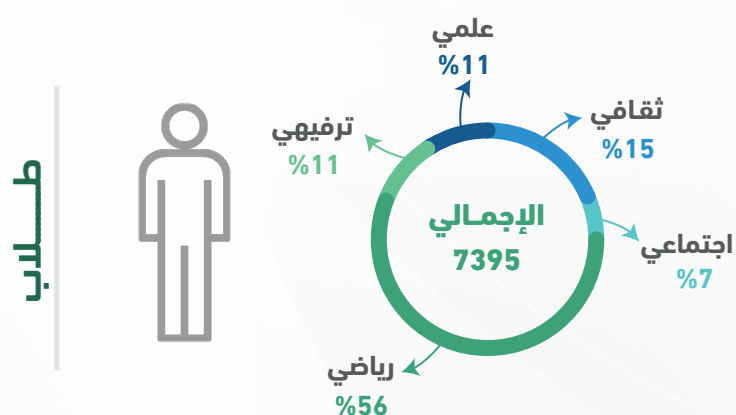 طلاب
علمي
%11
ثقافي
%15
اجتماعي
%7
رياضي
%56
ترفيهي
%11
الإجمالي
7395